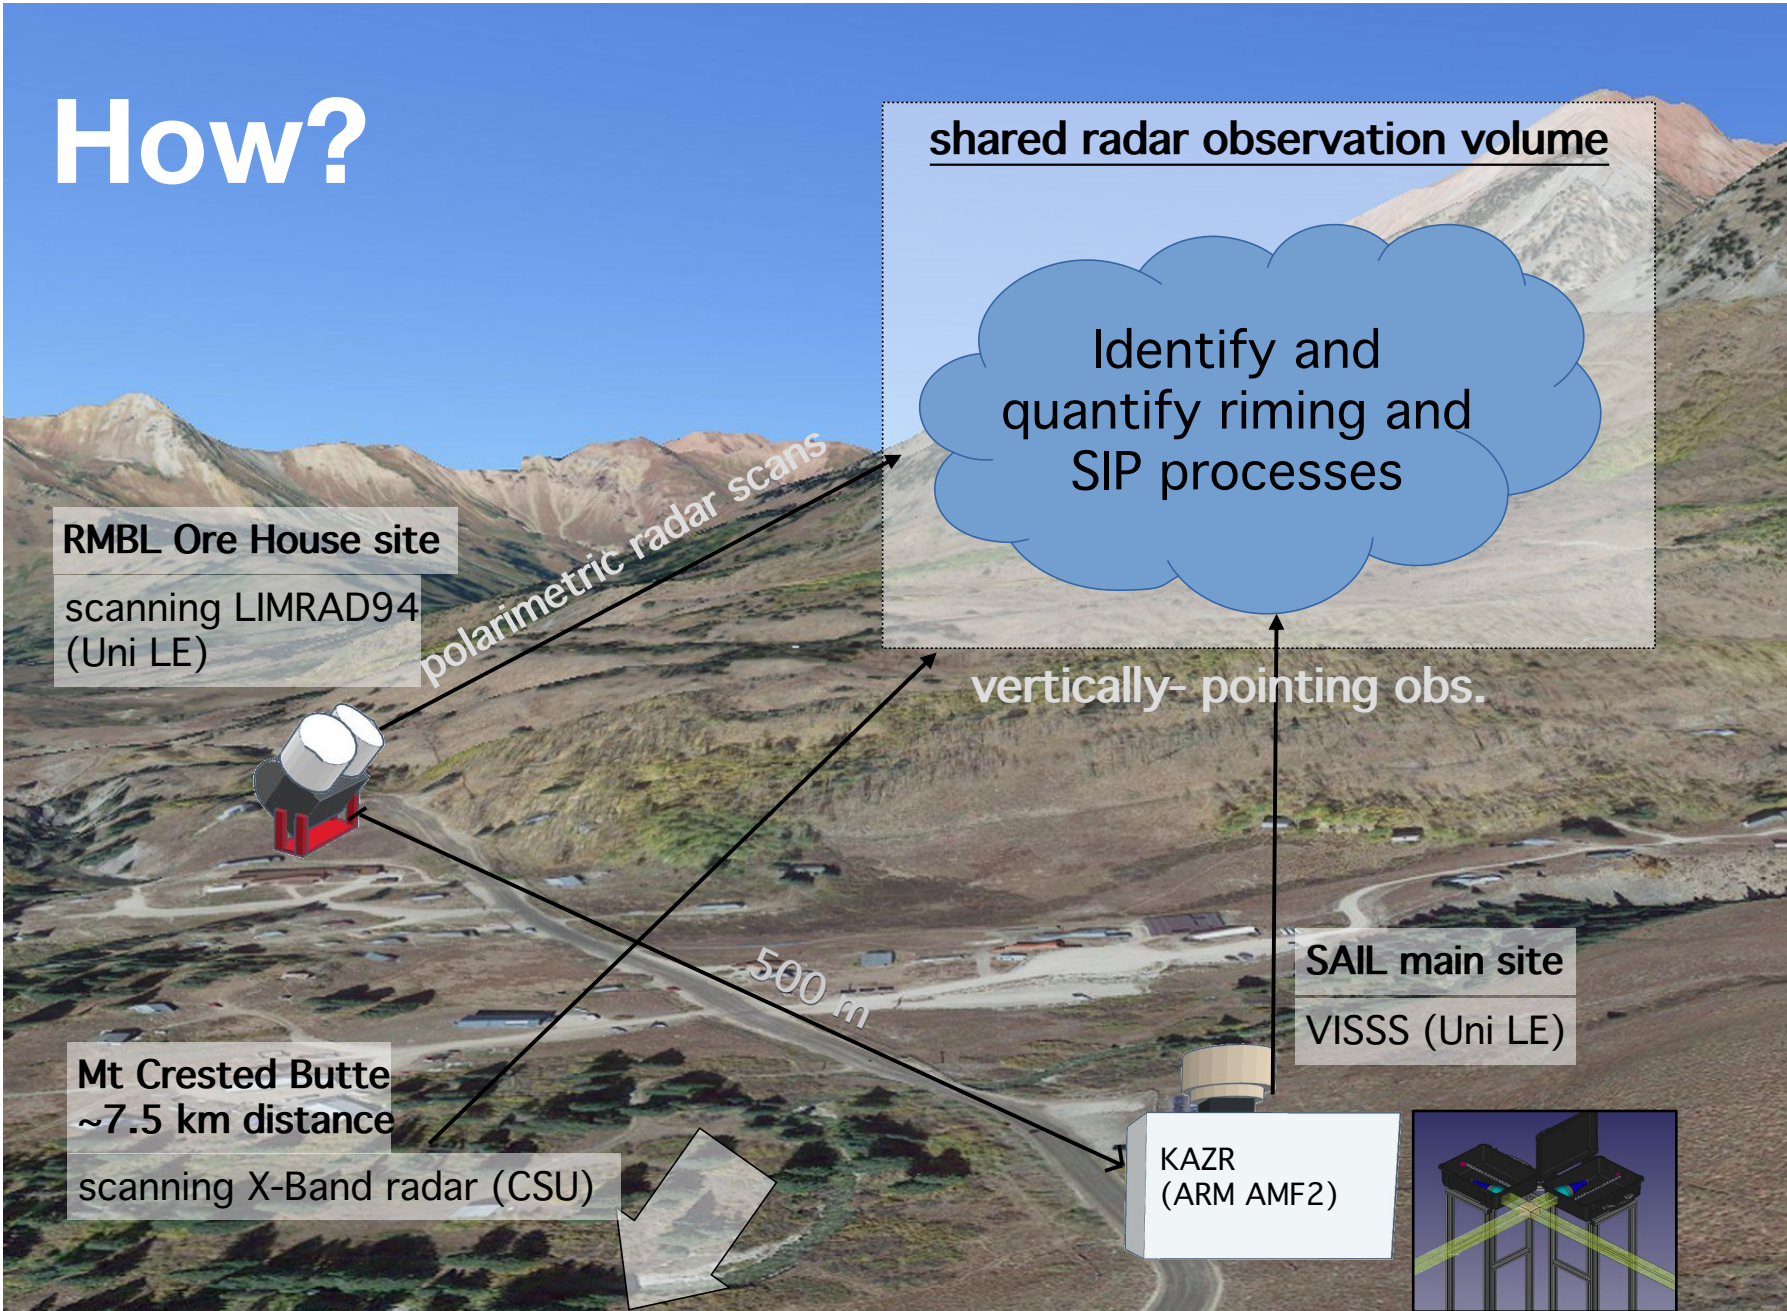 How?
shared radar observation volume
Identify and
quantify riming and
SIP processes
polarimetric radar scans
RMBL Ore House site
scanning LIMRAD94
(Uni LE)
vertically- pointing obs.
500 m
SAIL main site
VISSS (Uni LE)
Mt Crested Butte
~7.5 km distance
scanning X-Band radar (CSU)
KAZR
(ARM AMF2)